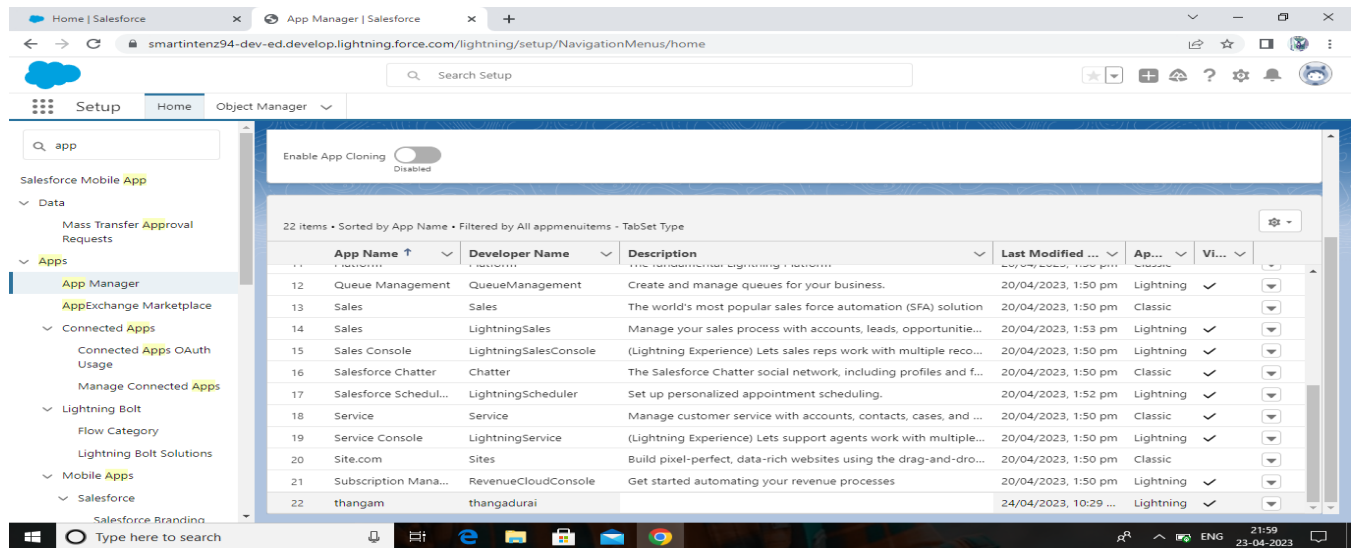 Home | Salesforce
App Manager | Salesforce
smartintenz94-dev-ed.develop.lightning.force.com/lightning/setup/NavigationMenus/home
Search Setup
Setup Home Object Manager
app
Salesforce Mobile App
Data
Mass Transfer Approval
Requests
Apps
App Manager
AppExchange Marketplace
Connected Apps
Connected Apps OAuth
Usage
Manage Connected Apps
Lightning Bolt
Flow Category
Lightning Bolt Solutions
Mobile Apps
Salesforce
Salesforce Branding
Enable App Cloning
Disabled
22 items • Sorted by App Name • Filtered by All appmenuitems - TabSet Type
App Name ↑ Developer Name Description Last Modified ... Ap... Vi...
12 Queue Management QueueManagement Create and manage queues for your business. 20/04/2023, 1:50 pm Lightning
13 Sales Sales The world's most popular sales force automation (SFA) solution 20/04/2023, 1:50 pm Classic
14 Sales LightningSales Manage your sales process with accounts, leads, opportunitie... 20/04/2023, 1:53 pm Lightning
15 Sales Console LightningSalesConsole (Lightning Experience) Lets sales reps work with multiple reco... 20/04/2023, 1:50 pm Lightning
16 Salesforce Chatter Chatter The Salesforce Chatter social network, including profiles and f... 20/04/2023, 1:50 pm Classic
17 Salesforce Schedul... LightningScheduler Set up personalized appointment scheduling. 20/04/2023, 1:52 pm Lightning
18 Service Service Manage customer service with accounts, contacts, cases, and ... 20/04/2023, 1:50 pm Classic
19 Service Console LightningService (Lightning Experience) Lets support agents work with multiple... 20/04/2023, 1:50 pm Lightning
20 Site.com Sites Build pixel-perfect, data-rich websites using the drag-and-dro... 20/04/2023, 1:50 pm Classic
21 Subscription Mana... RevenueCloudConsole Get started automating your revenue processes 20/04/2023, 1:50 pm Lightning
22 thangam thangadurai 24/04/2023, 10:29 ... Lightning
Type here to search
ENG
21:59
23-04-2023